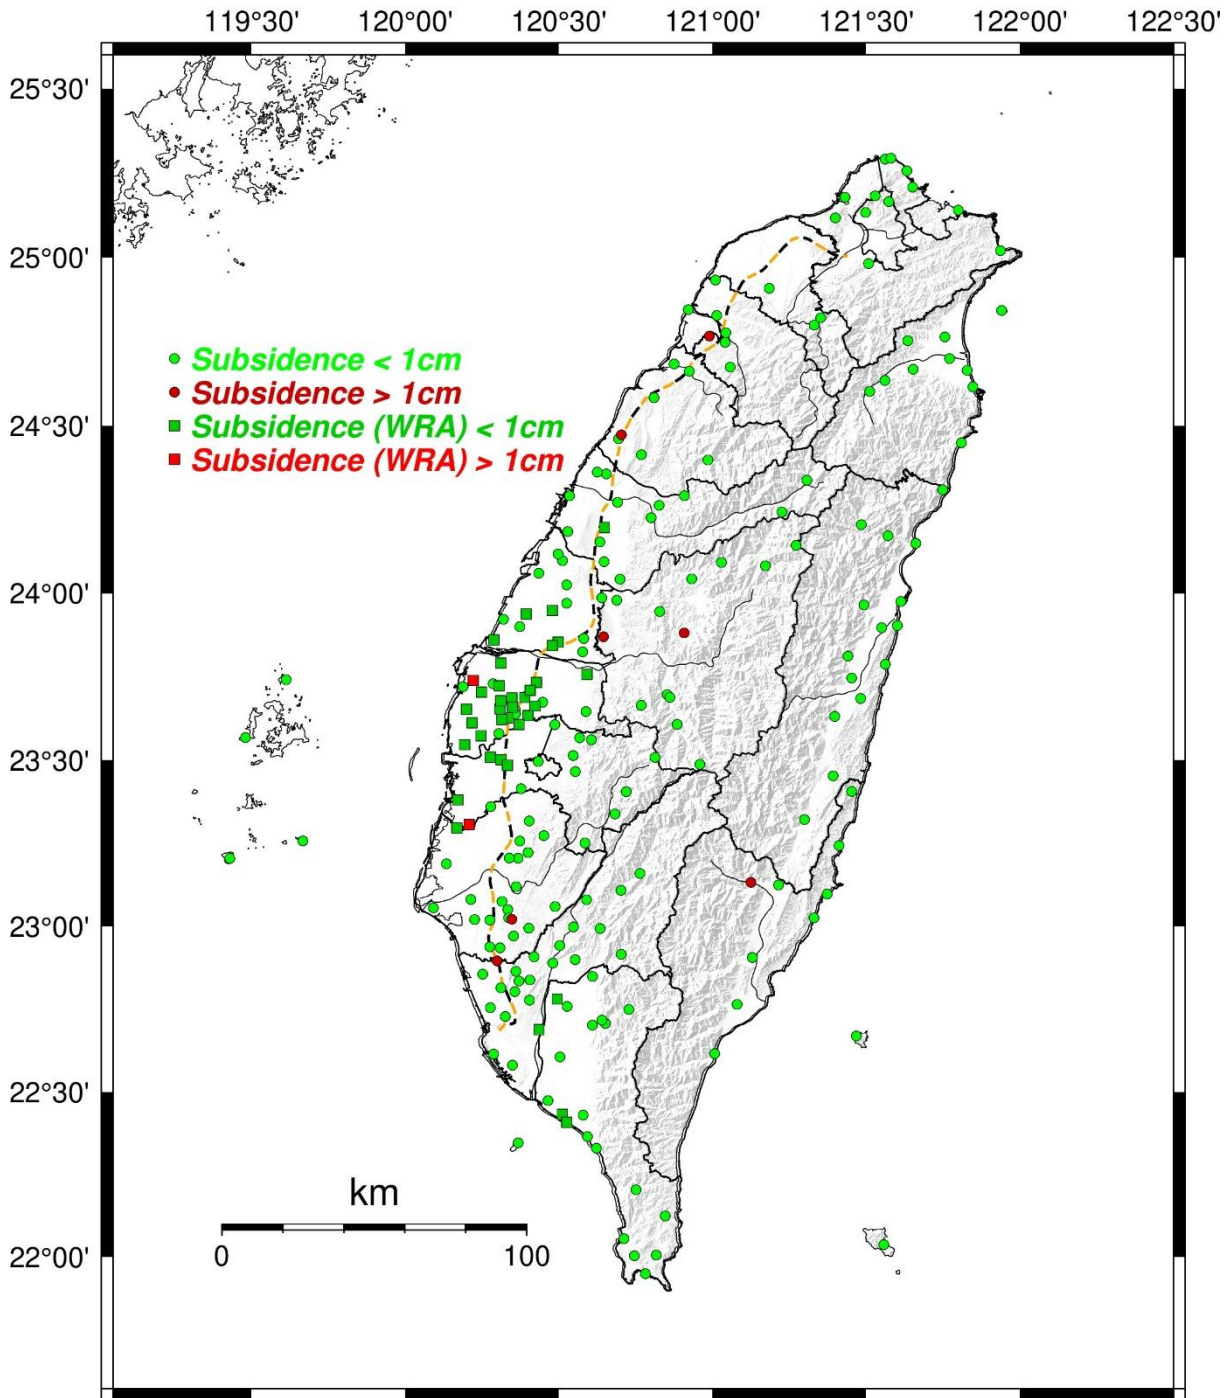 119°30' 120°00' 120°30' 121°00' 121°30' 122°00' 122°30'
25°30'
25°00'
Subsidence < 1cm
Subsidence > 1cm
24°30'
Subsidence (WRA) < 1cm
Subsidence (WRA) > 1cm
24°00'
23°30'
23°00'
22°30'
km
0 100
22°00'